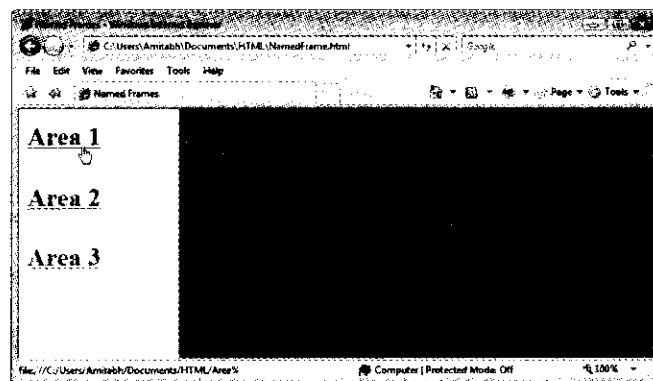 Named Frames - Windows Internet Explorer
C:\Users\Amitabh\Documents\HTML\NamedFrame.html
Google
File Edit View Favorites Tools Help
Named Frames
Page Tools
Area 1
Area 2
Area 3
file:///C:/Users/Amitabh/Documents/HTML/Area%
Computer | Protected Mode: Off
100%